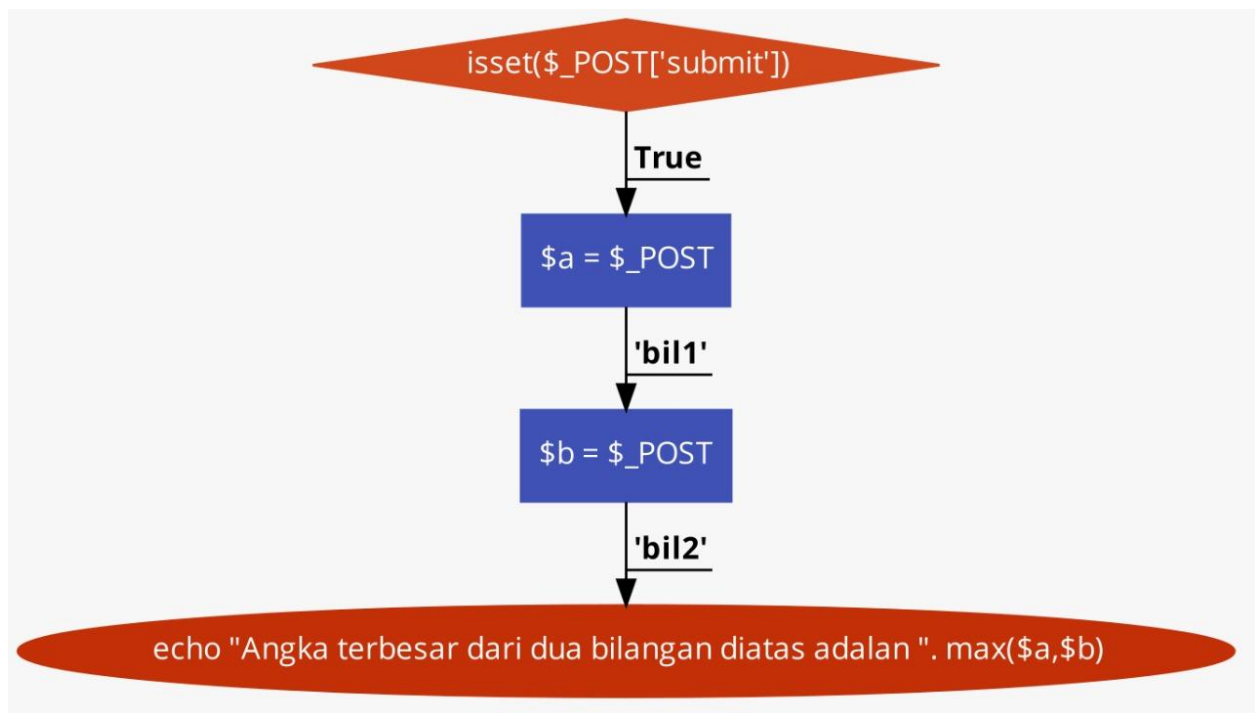 isset($_POST['submit'])
True
$a = $_POST
'bil1'
$b = $_POST
'bil2'
echo "Angka terbesar dari dua bilangan diatas adalan ". max($a,$b)